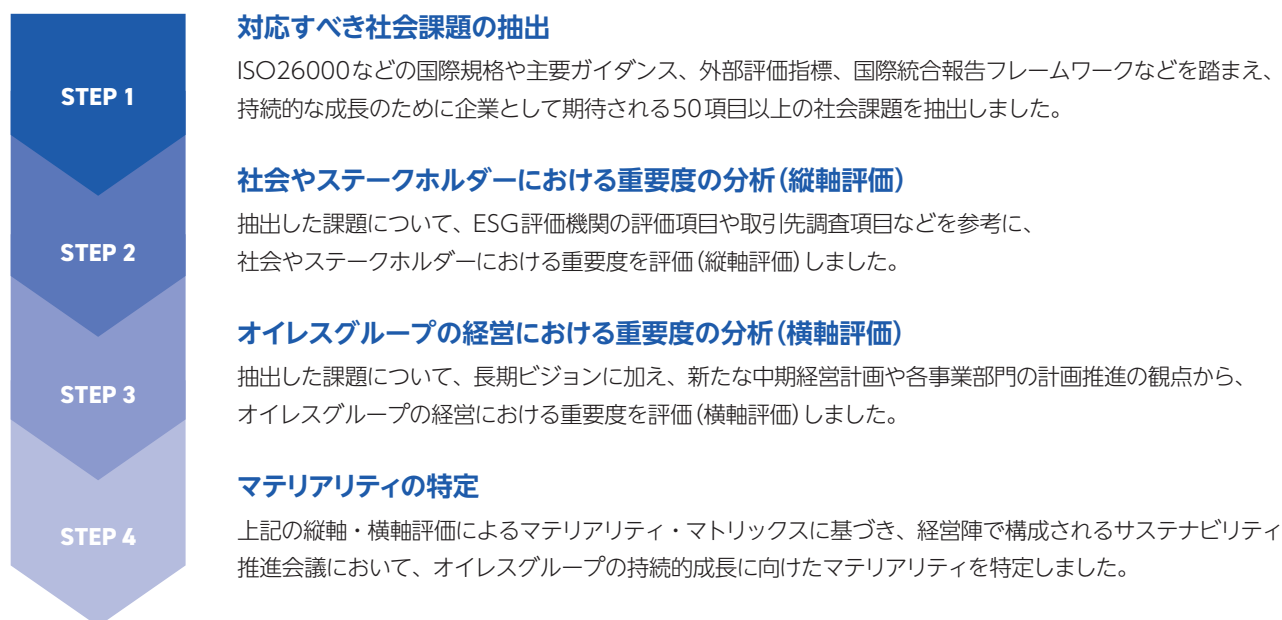 STEP 1
対応すべき社会課題の抽出
ISO26000などの国際規格や主要ガイダンス、外部評価指標、国際統合報告フレームワークなどを踏まえ、
持続的な成長のために企業として期待される50項目以上の社会課題を抽出しました。
STEP 2
社会やステークホルダーにおける重要度の分析(縦軸評価)
抽出した課題について、ESG評価機関の評価項目や取引先調査項目などを参考に、
社会やステークホルダーにおける重要度を評価(縦軸評価)しました。
STEP 3
オイレスグループの経営における重要度の分析(横軸評価)
抽出した課題について、長期ビジョンに加え、新たな中期経営計画や各事業部門の計画推進の観点から、
オイレスグループの経営における重要度を評価(横軸評価)しました。
STEP 4
マテリアリティの特定
上記の縦軸・横軸評価によるマテリアリティ・マトリックスに基づき、経営陣で構成されるサステナビリティ
推進会議において、オイレスグループの持続的成長に向けたマテリアリティを特定しました。